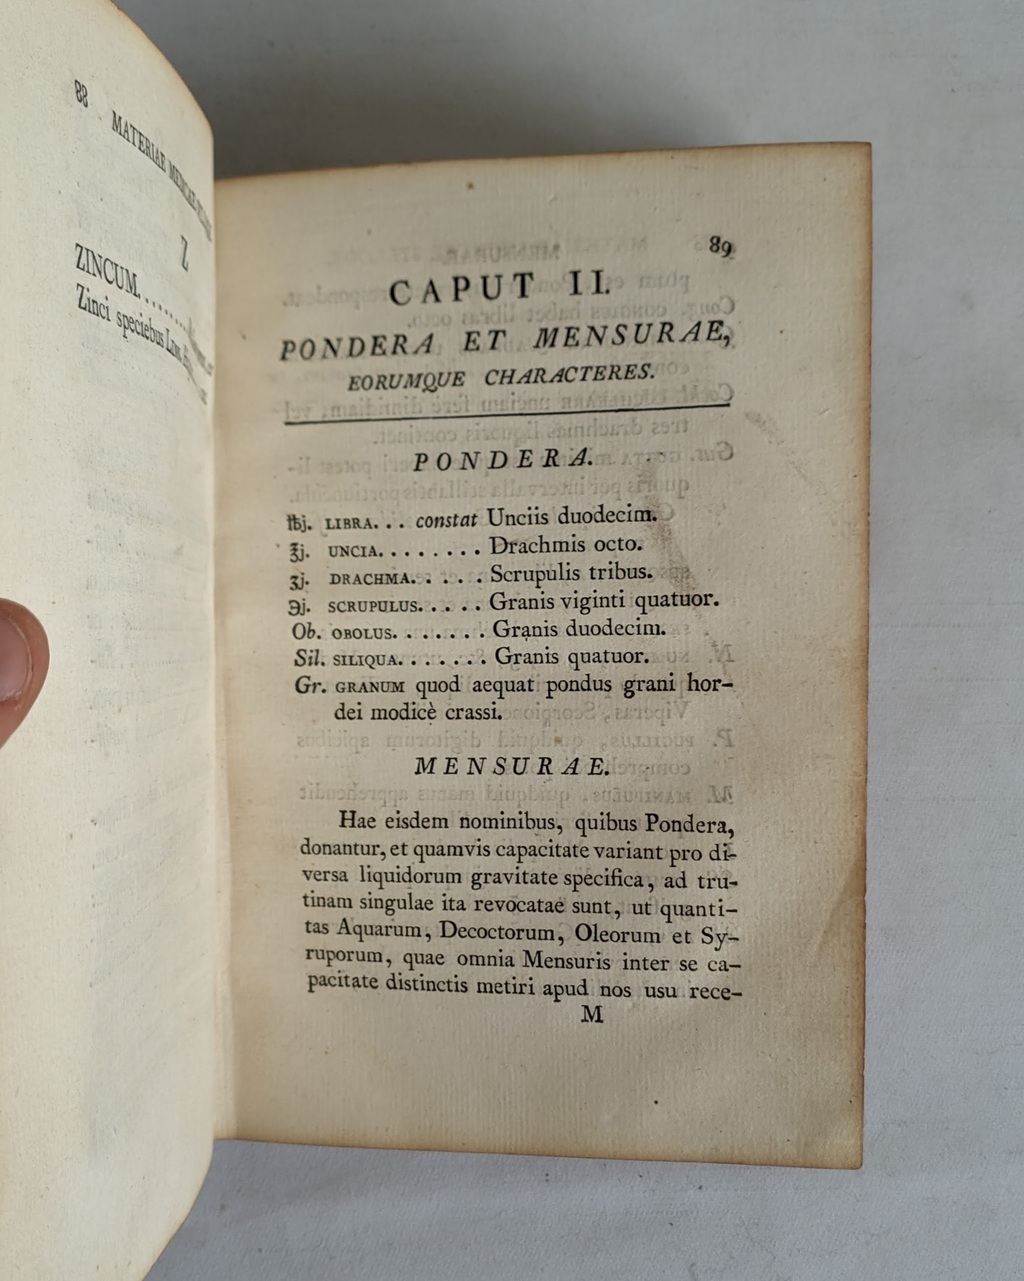 88 MATERIAE MEDICAE
Z
ZINCUM. . . . . . . .
Zinci speciebus
89
CAPUT II.
PONDERA ET MENSURAE,
EORUMQUE CHARACTERES.
PONDERA.
℔j. LIBRA. . . constat Unciis duodecim.
℥j. UNCIA. . . . . . . . Drachmis octo.
ʒj. DRACHMA. . . . . Scrupulis tribus.
℈j. SCRUPULUS. . . . . Granis viginti quatuor.
Ob. OBOLUS. . . . . . . Granis duodecim.
Sil. SILIQUA. . . . . . . Granis quatuor.
Gr. GRANUM quod aequat pondus grani hor-
dei modicè crassi.
MENSURAE.
Hae eisdem nominibus, quibus Pondera,
donantur, et quamvis capacitate variant pro di-
versa liquidorum gravitate specifica, ad tru-
tinam singulae ita revocatae sunt, ut quanti-
tas Aquarum, Decoctorum, Oleorum et Sy-
ruporum, quae omnia Mensuris inter se ca-
pacitate distinctis metiri apud nos usu rece-
M